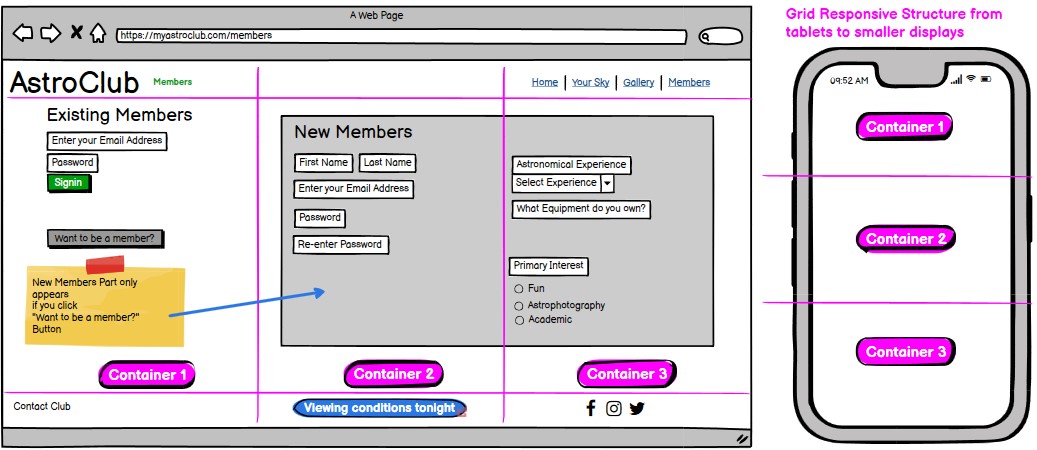 A Web Page
https://myastroclub.com/members
AstroClub
Members
Home
Your Sky
Gallery
Members
Existing Members
Enter your Email Address
Password
Signin
Want to be a member?
New Members Part only
appears
if you click
"Want to be a member?"
Button
New Members
First Name
Last Name
Enter your Email Address
Password
Re-enter Password
Astronomical Experience
Select Experience
What Equipment do you own?
Primary Interest
Fun
Astrophotography
Academic
Container 1
Container 2
Container 3
Contact Club
Viewing conditions tonight
Grid Responsive Structure from
tablets to smaller displays
09:52 AM
Container 1
Container 2
Container 3